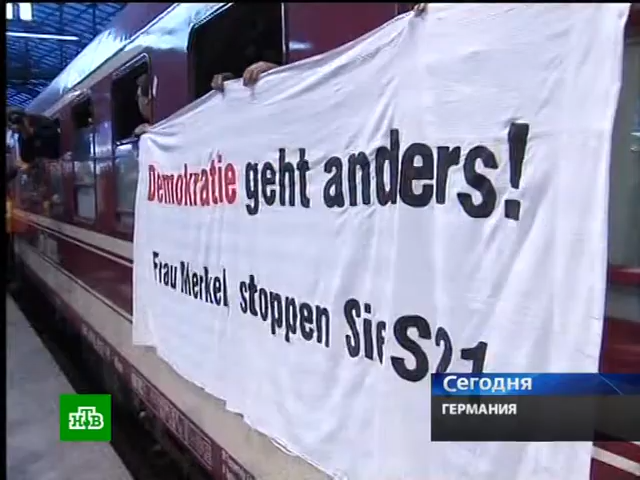 Demokratie geht anders!
Frau Merkel stoppen Sie S21
Сегодня
ГЕРМАНИЯ
НТВ